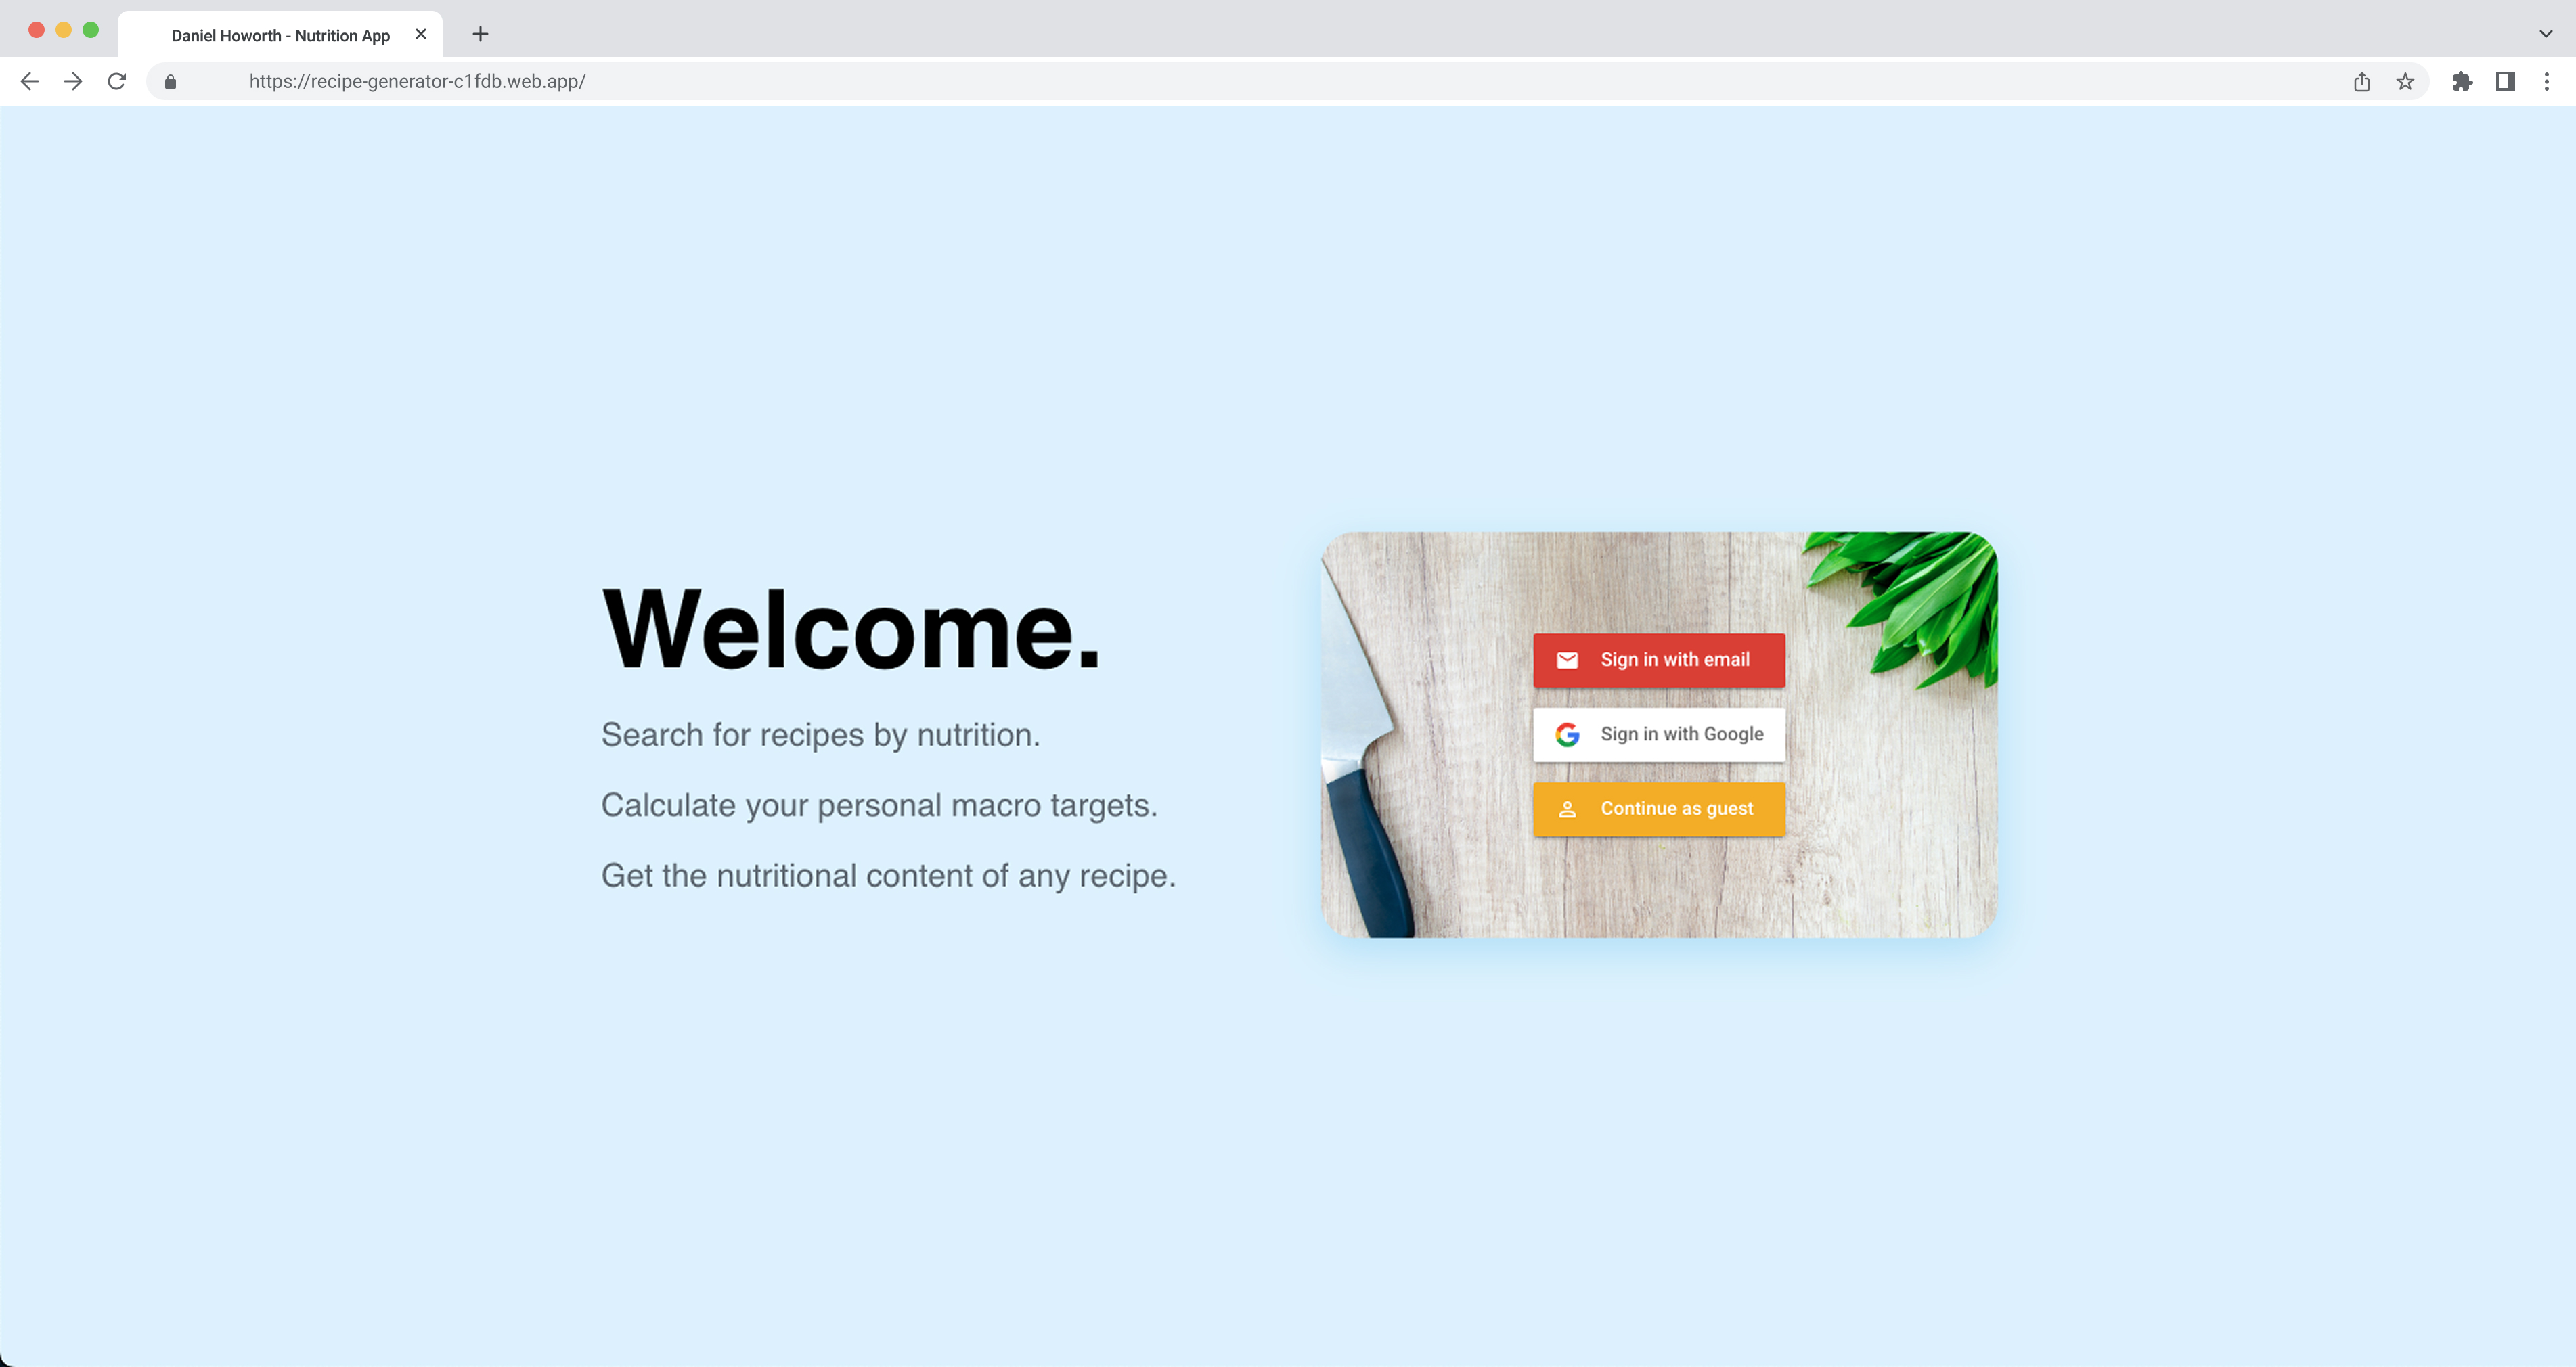 Daniel Howorth - Nutrition App
https://recipe-generator-c1fdb.web.app/
Welcome.
Search for recipes by nutrition.
Calculate your personal macro targets.
Get the nutritional content of any recipe.
Sign in with email
Sign in with Google
Continue as guest